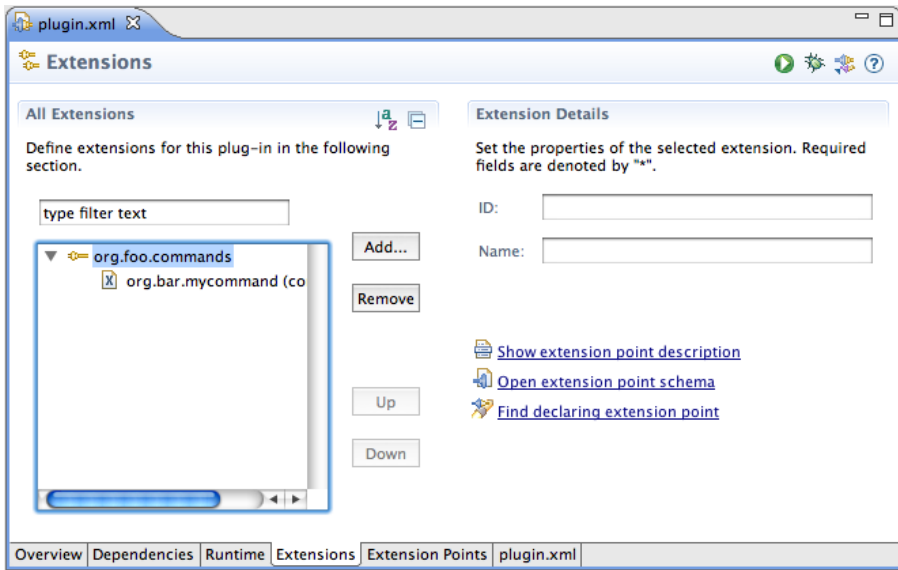 plugin.xml
Extensions
All Extensions
Define extensions for this plug-in in the following
section.
type filter text
org.foo.commands
org.bar.mycommand (co
Add...
Remove
Up
Down
Extension Details
Set the properties of the selected extension. Required
fields are denoted by "*".
ID:
Name:
Show extension point description
Open extension point schema
Find declaring extension point
Overview Dependencies Runtime Extensions Extension Points plugin.xml